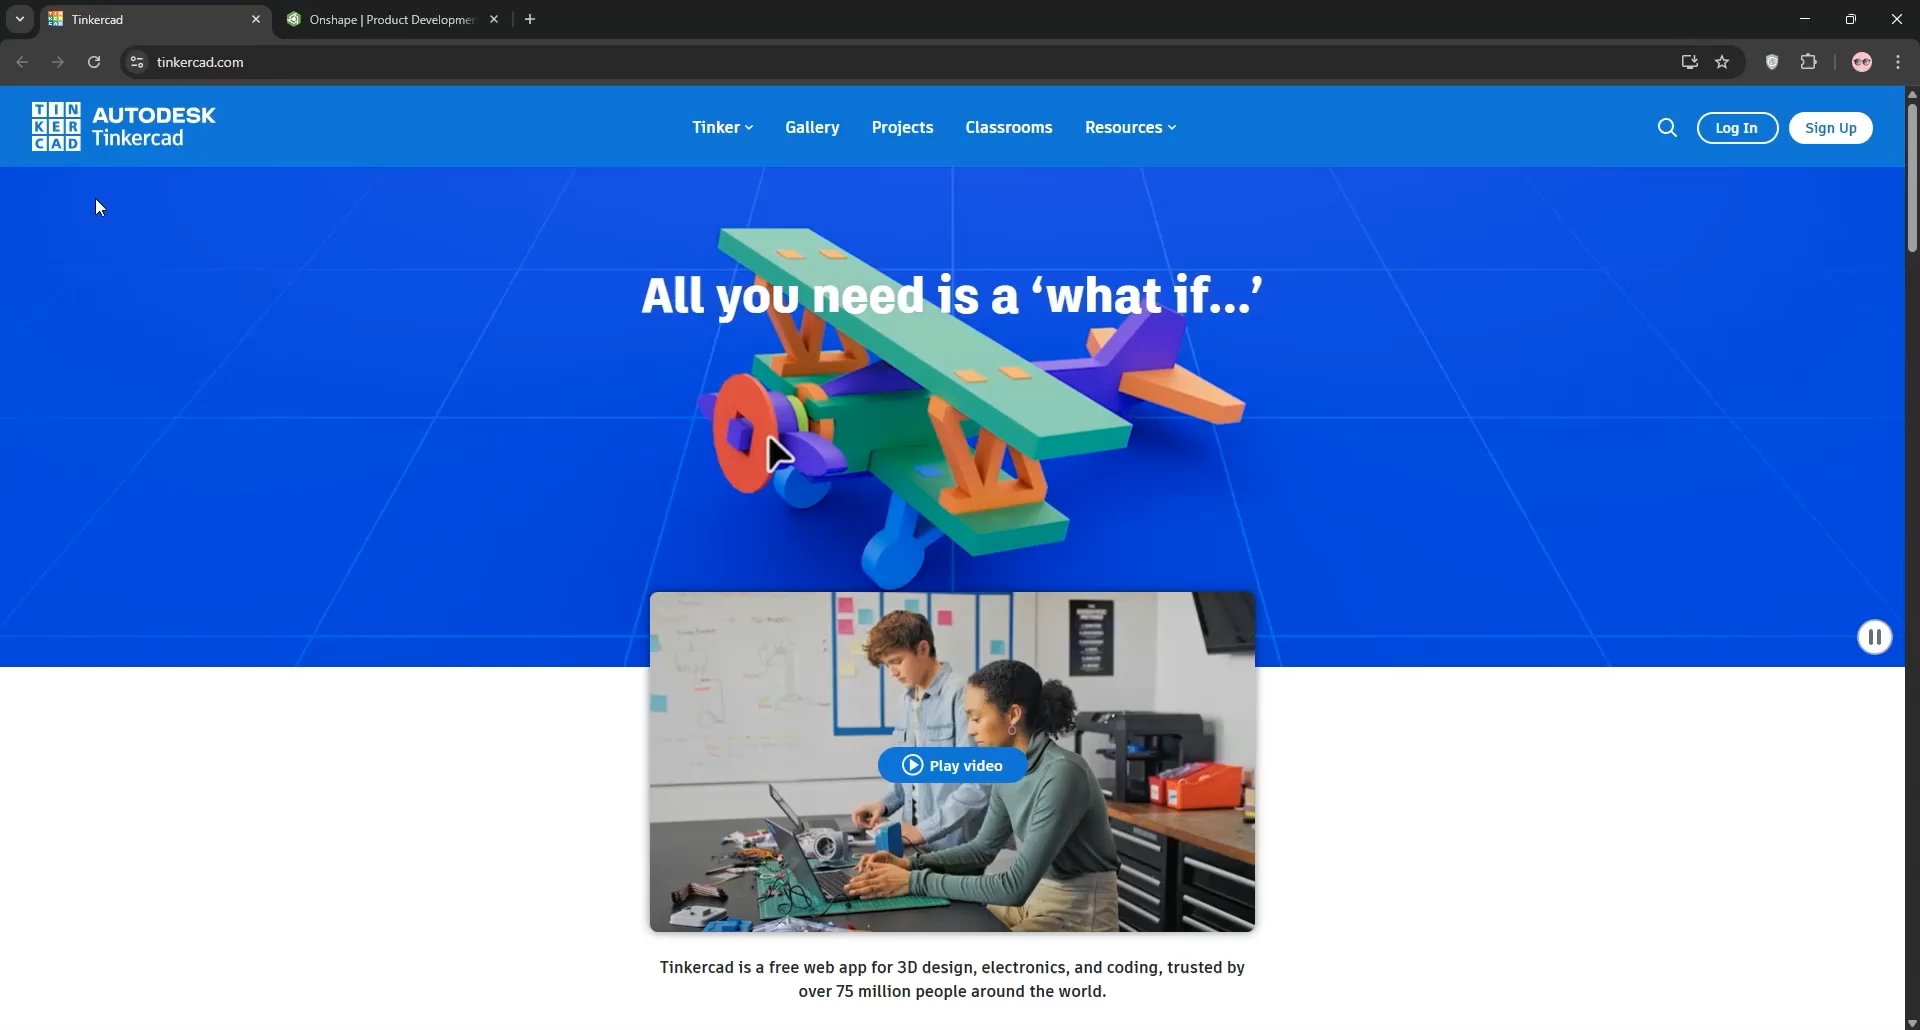 Tinkercad
Onshape | Product Developme
tinkercad.com
TIN
KER
CAD
AUTODESK
Tinkercad
Tinker
Gallery
Projects
Classrooms
Resources
Log In
Sign Up
All you need is a ‘what if...’
Play video
Tinkercad is a free web app for 3D design, electronics, and coding, trusted by
over 75 million people around the world.